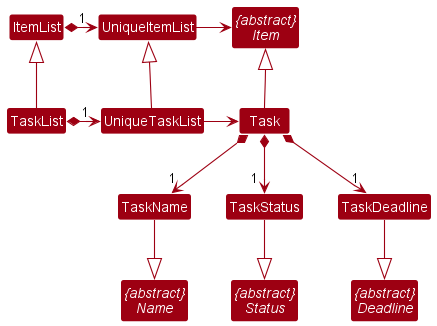 ItemList
1
UniqueItemList
{abstract}
Item
TaskList
1
UniqueTaskList
Task
1
1
1
TaskName
TaskStatus
TaskDeadline
{abstract}
Name
{abstract}
Status
{abstract}
Deadline